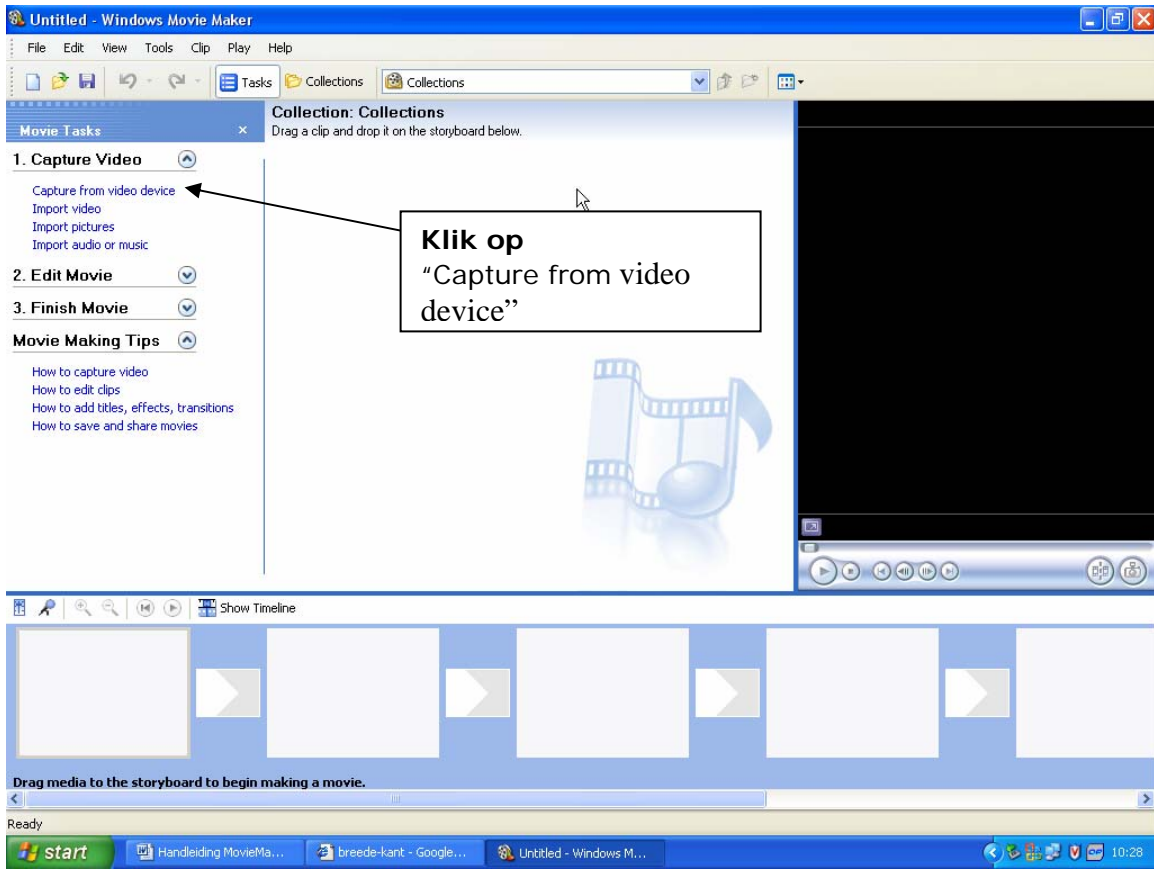 Untitled - Windows Movie Maker
File Edit View Tools Clip Play Help
Tasks Collections Collections
Movie Tasks
Collection: Collections
Drag a clip and drop it on the storyboard below.
1. Capture Video
Capture from video device
Import video
Import pictures
Import audio or music
2. Edit Movie
3. Finish Movie
Movie Making Tips
How to capture video
How to edit clips
How to add titles, effects, transitions
How to save and share movies
Klik op
“Capture from video
device”
Show Timeline
Drag media to the storyboard to begin making a movie.
Ready
start Handleiding MovieMa... breede-kant - Google... Untitled - Windows M... 10:28